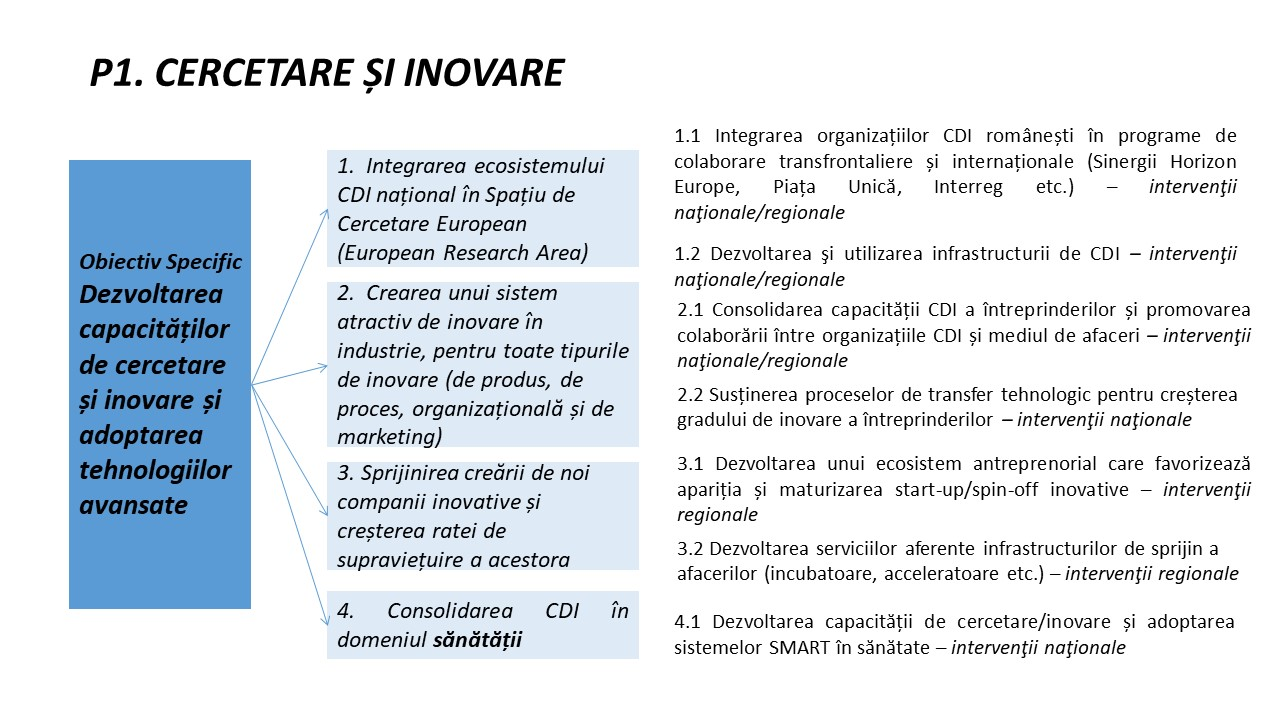 P1. CERCETARE ȘI INOVARE
Obiectiv Specific
Dezvoltarea
capacităților
de cercetare
și inovare și
adoptarea
tehnologiilor
avansate
1. Integrarea ecosistemului
CDI național în Spațiu de
Cercetare European
(European Research Area)
2. Crearea unui sistem
atractiv de inovare în
industrie, pentru toate tipurile
de inovare (de produs, de
proces, organizațională și de
marketing)
3. Sprijinirea creării de noi
companii inovative și
creșterea ratei de
supraviețuire a acestora
4. Consolidarea CDI în
domeniul sănătății
1.1 Integrarea organizațiilor CDI românești în programe de
colaborare transfrontaliere și internaționale (Sinergii Horizon
Europe, Piața Unică, Interreg etc.) – intervenţii
naţionale/regionale
1.2 Dezvoltarea şi utilizarea infrastructurii de CDI – intervenţii
naţionale/regionale
2.1 Consolidarea capacității CDI a întreprinderilor și promovarea
colaborării între organizațiile CDI și mediul de afaceri – intervenţii
naţionale/regionale
2.2 Susținerea proceselor de transfer tehnologic pentru creșterea
gradului de inovare a întreprinderilor – intervenţii naţionale
3.1 Dezvoltarea unui ecosistem antreprenorial care favorizează
apariția și maturizarea start-up/spin-off inovative – intervenţii
regionale
3.2 Dezvoltarea serviciilor aferente infrastructurilor de sprijin a
afacerilor (incubatoare, acceleratoare etc.) – intervenţii regionale
4.1 Dezvoltarea capacității de cercetare/inovare și adoptarea
sistemelor SMART în sănătate – intervenţii naţionale